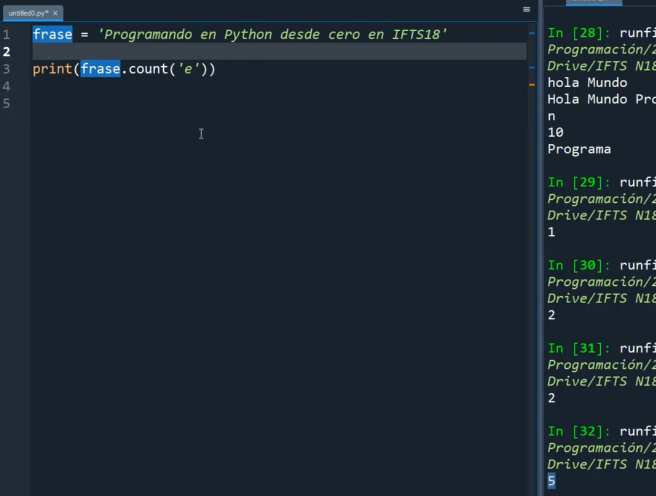 untitled0.py* ×
1 frase = 'Programando en Python desde cero en IFTS18'
2
3 print(frase.count('e'))
4
5
In [28]: runfi
Programación/2
Drive/IFTS N18
hola Mundo
Hola Mundo Pro
n
10
Programa
In [29]: runfi
Programación/2
Drive/IFTS N18
1
In [30]: runfi
Programación/2
Drive/IFTS N18
2
In [31]: runfi
Programación/2
Drive/IFTS N18
2
In [32]: runfi
Programación/2
Drive/IFTS N18
5